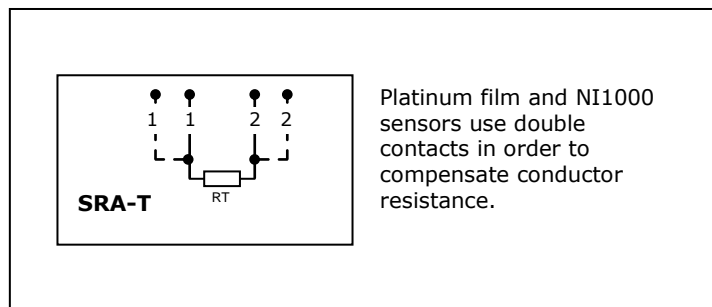 1 1 2 2
RT
SRA-T
Platinum film and NI1000
sensors use double
contacts in order to
compensate conductor
resistance.